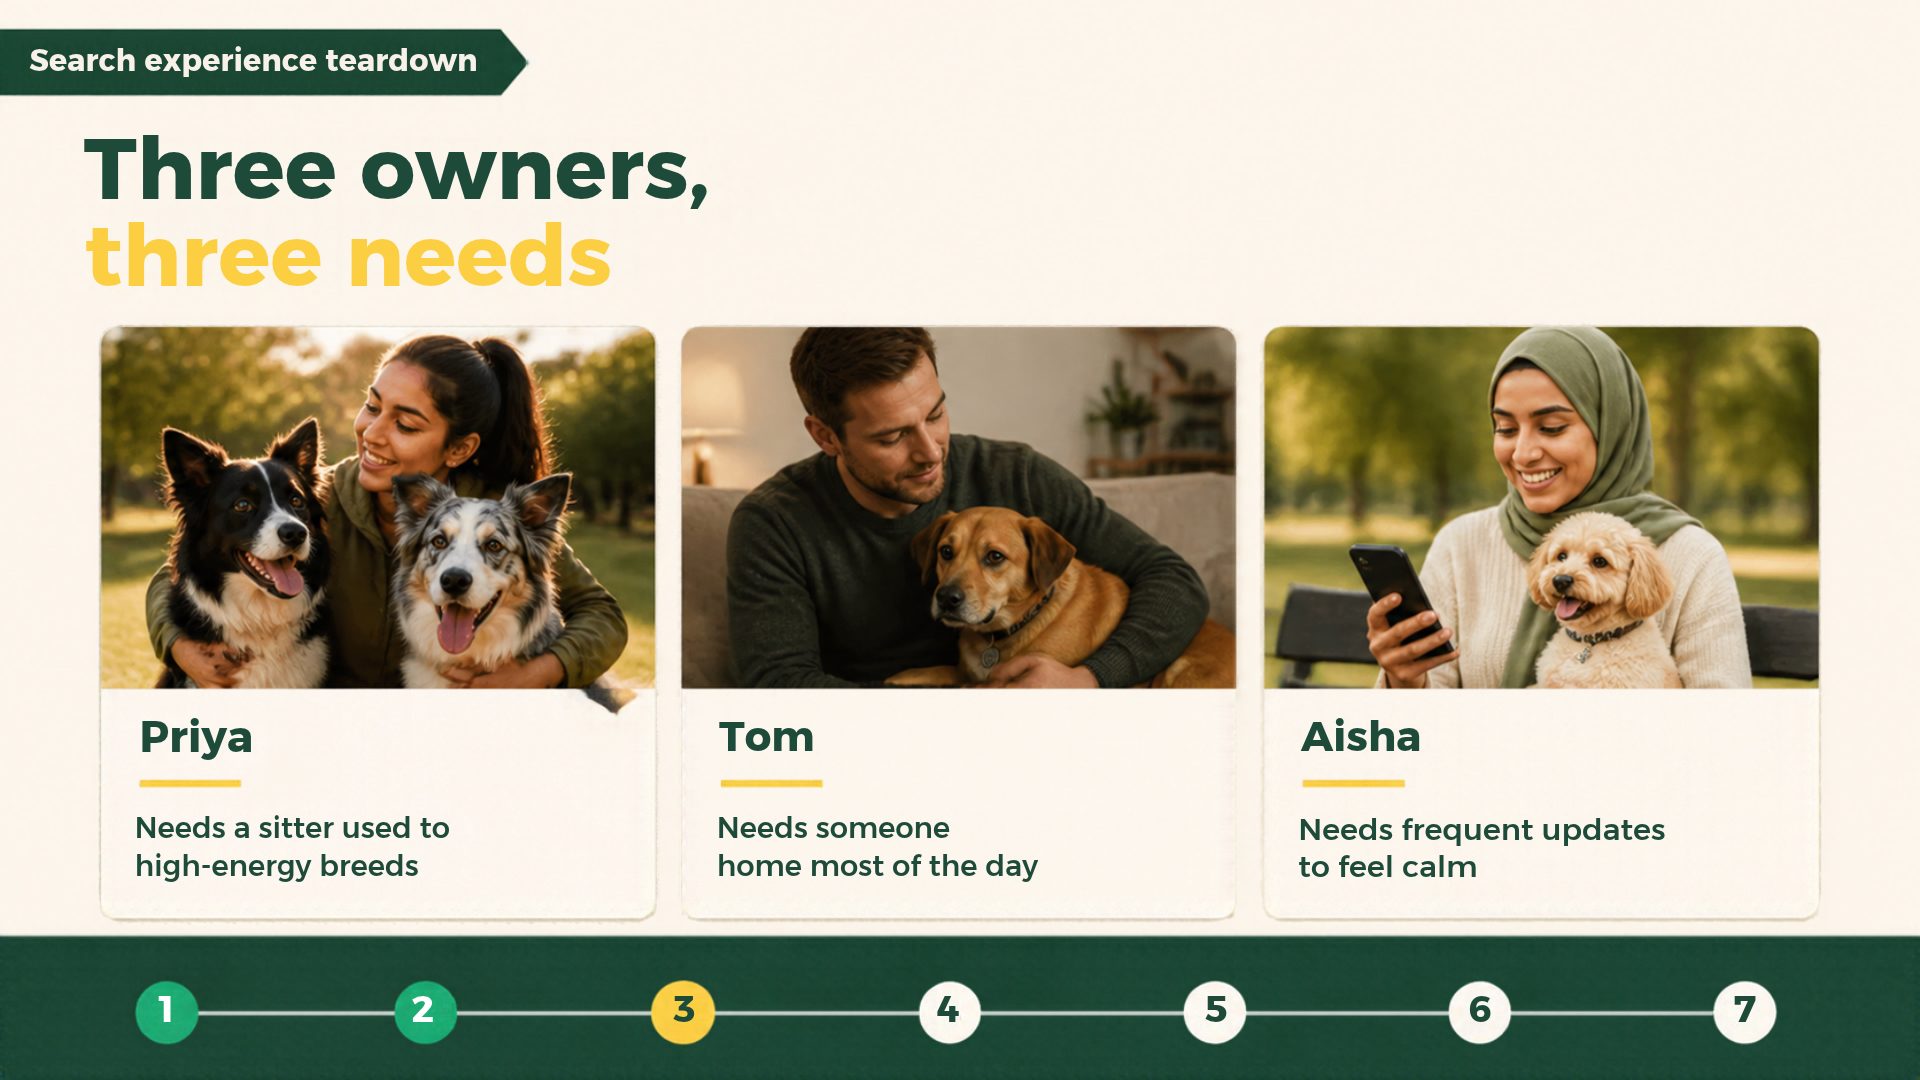 Search experience teardown
Three owners,
three needs
Priya
Needs a sitter used to
high-energy breeds
Tom
Needs someone
home most of the day
Aisha
Needs frequent updates
to feel calm
1 2 3 4 5 6 7